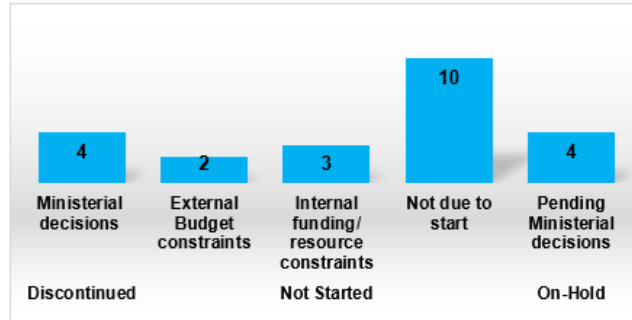 10
4
2
3
4
Ministerial
decisions
External
Budget
constraints
Internal
funding/
resource
constraints
Not due to
start
Pending
Ministerial
decisions
Discontinued
Not Started
On-Hold